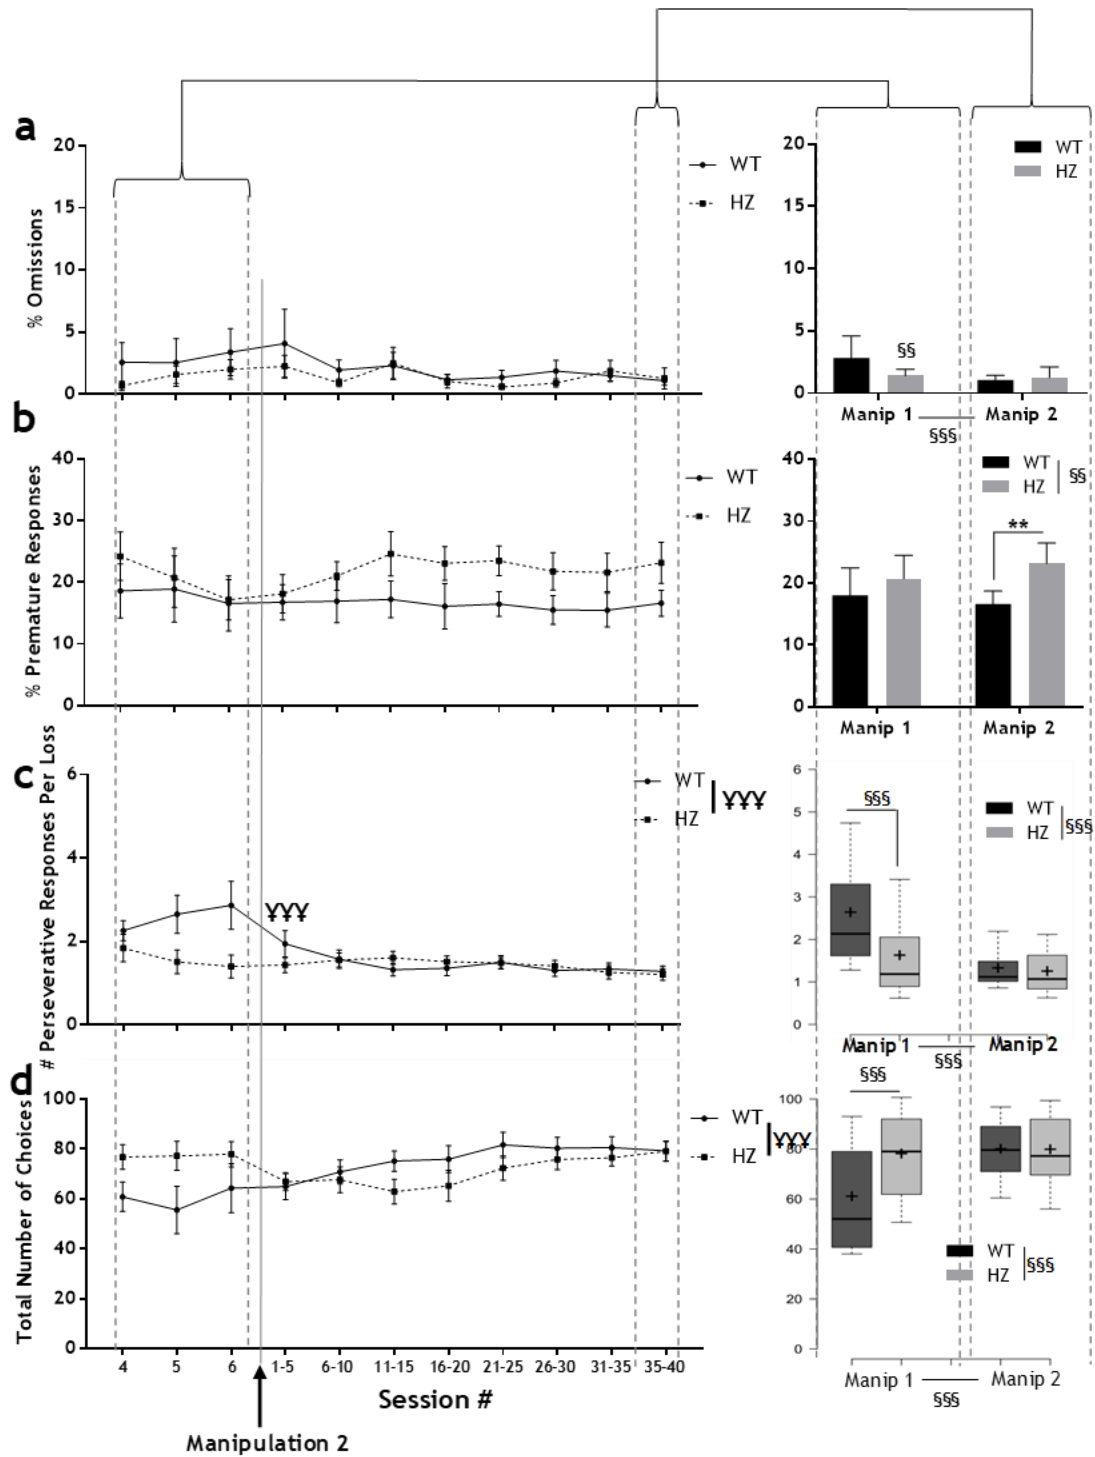 a
% Omissions
20
15
10
5
0
WT
HZ
20
15
10
5
0
WT
HZ
§§
Manip 1
Manip 2
§§§
b
% Premature Responses
40
30
20
10
0
WT
HZ
40
30
20
10
0
WT
HZ
§§
**
Manip 1
Manip 2
c
# Perseverative Responses Per Loss
6
4
2
0
WT
HZ
¥¥¥
¥¥¥
6
5
4
3
2
1
0
§§§
WT
HZ
§§§
Manip 1
Manip 2
§§§
d
Total Number of Choices
100
80
60
40
20
0
WT
HZ
¥¥¥
4
5
6
1-5
6-10
11-15
16-20
21-25
26-30
31-35
35-40
Session #
Manipulation 2
100
80
60
40
20
0
§§§
WT
HZ
§§§
Manip 1
Manip 2
§§§